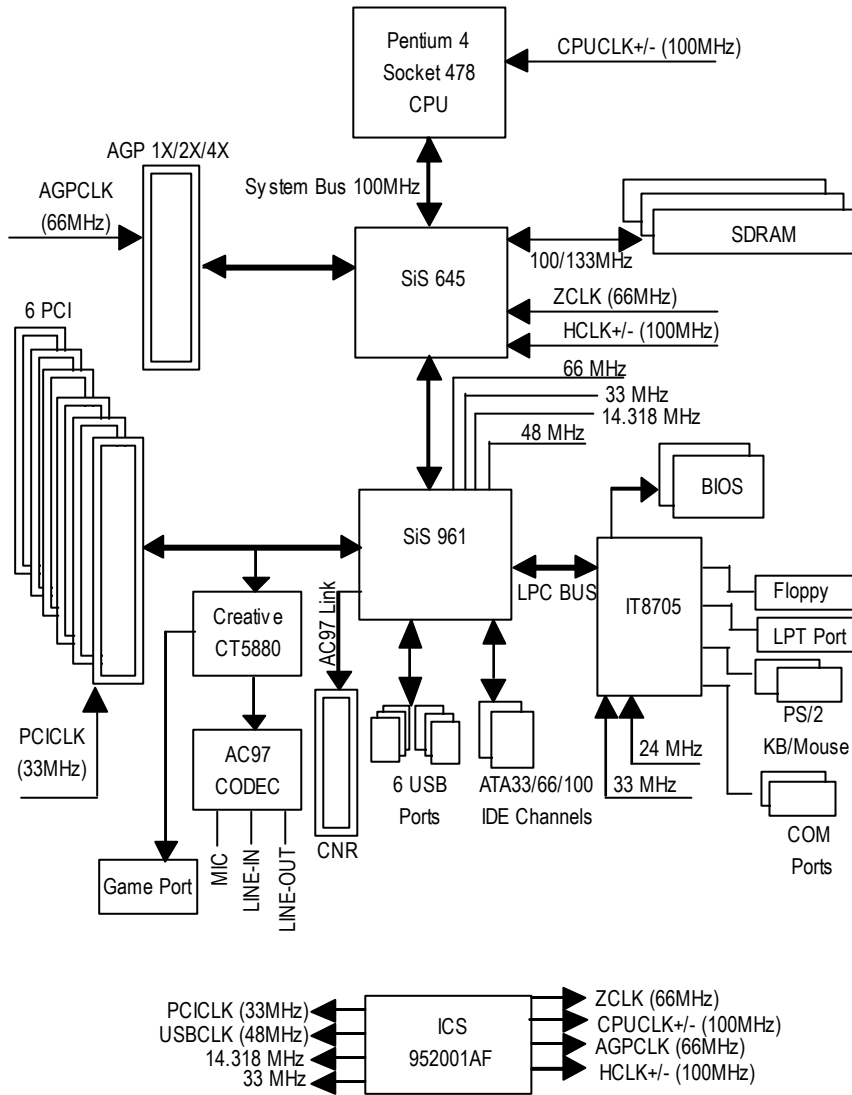 Pentium 4
Socket 478
CPU
CPUCLK+/- (100MHz)
AGP 1X/2X/4X
AGPCLK
(66MHz)
System Bus 100MHz
SDRAM
100/133MHz
SiS 645
ZCLK (66MHz)
HCLK+/- (100MHz)
6 PCI
66 MHz
33 MHz
14.318 MHz
48 MHz
BIOS
SiS 961
LPC BUS
IT8705
Floppy
LPT Port
PS/2
KB/Mouse
Creative
CT5880
AC97 Link
PCICLK
(33MHz)
AC97
CODEC
6 USB
Ports
ATA33/66/100
IDE Channels
24 MHz
33 MHz
COM
Ports
CNR
Game Port
MIC
LINE-IN
LINE-OUT
PCICLK (33MHz)
USBCLK (48MHz)
14.318 MHz
33 MHz
ICS
952001AF
ZCLK (66MHz)
CPUCLK+/- (100MHz)
AGPCLK (66MHz)
HCLK+/- (100MHz)